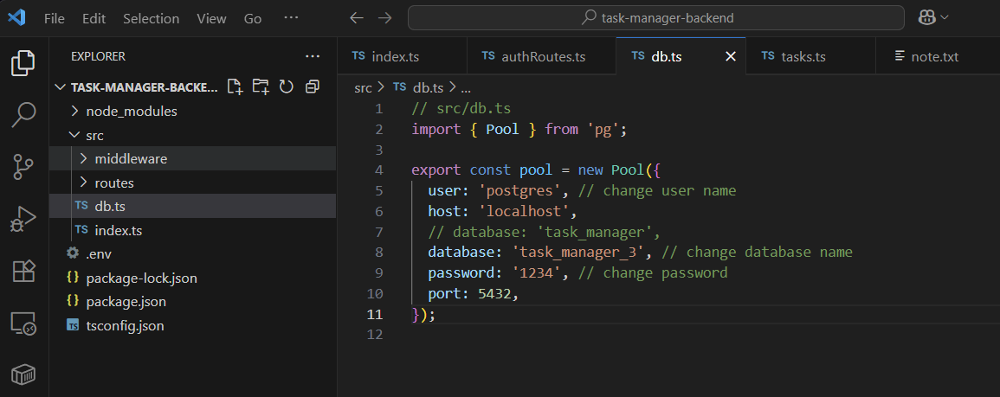 File Edit Selection View Go ··· task-manager-backend
EXPLORER ···
TASK-MANAGER-BACKE...
node_modules
src
middleware
routes
TS db.ts
TS index.ts
.env
{} package-lock.json
{} package.json
TS tsconfig.json
TS index.ts TS authRoutes.ts TS db.ts TS tasks.ts note.txt
src > TS db.ts > ...
1 // src/db.ts
2 import { Pool } from 'pg';
3
4 export const pool = new Pool({
5 user: 'postgres', // change user name
6 host: 'localhost',
7 // database: 'task_manager',
8 database: 'task_manager_3', // change database name
9 password: '1234', // change password
10 port: 5432,
11 });
12